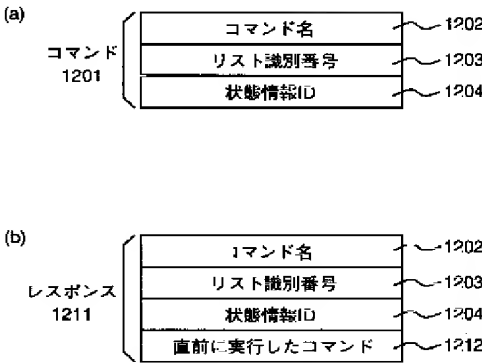 (a)
コマンド名
1202
コマンド
1201
リスト識別番号
1203
状態情報ID
1204
(b)
コマンド名
1202
レスポンス
1211
リスト識別番号
1203
状態情報ID
1204
直前に実行したコマンド
1212